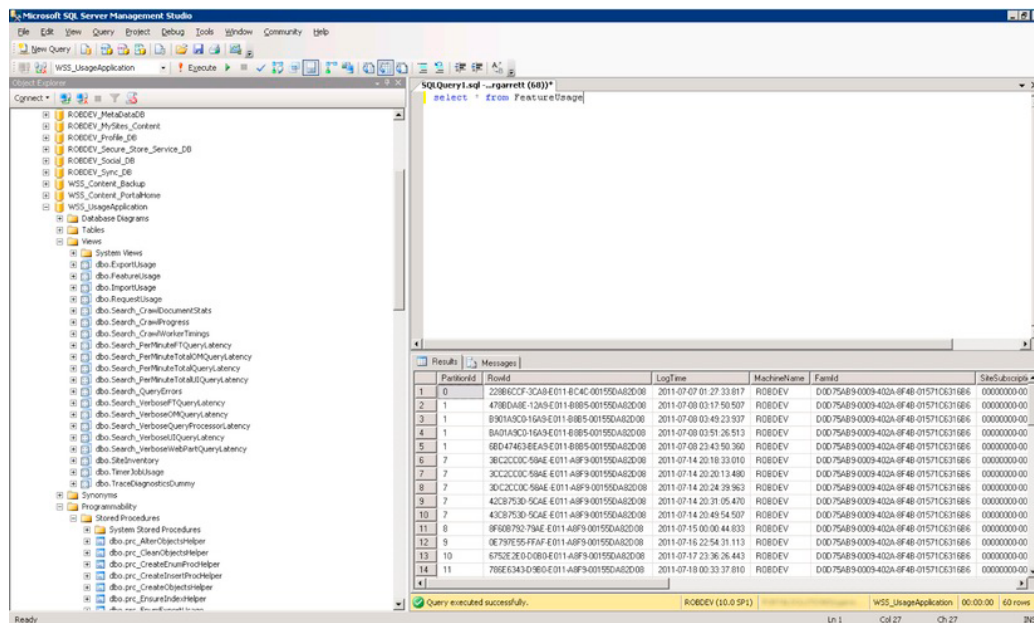 Microsoft SQL Server Management Studio
File Edit View Query Project Debug Tools Window Community Help
New Query
WSS_UsageApplication Execute
Object Explorer
Connect
ROBDEV_MetaDataDB
ROBDEV_MySites_Content
ROBDEV_Profile_DB
ROBDEV_Secure_Store_Service_DB
ROBDEV_Social_DB
ROBDEV_Sync_DB
WSS_Content_Backup
WSS_Content_PortalHome
WSS_UsageApplication
Database Diagrams
Tables
Views
System Views
dbo.ExportUsage
dbo.FeatureUsage
dbo.ImportUsage
dbo.RequestUsage
dbo.Search_CrawlDocumentStats
dbo.Search_CrawlProgress
dbo.Search_CrawlWorkerTimings
dbo.Search_PerMinuteFTQueryLatency
dbo.Search_PerMinuteTotalOMQueryLatency
dbo.Search_PerMinuteTotalQueryLatency
dbo.Search_PerMinuteTotalUIQueryLatency
dbo.Search_QueryErrors
dbo.Search_VerboseFTQueryLatency
dbo.Search_VerboseOMQueryLatency
dbo.Search_VerboseQueryProcessorLatency
dbo.Search_VerboseUIQueryLatency
dbo.Search_VerboseWebPartQueryLatency
dbo.SiteInventory
dbo.TimerJobUsage
dbo.TraceDiagnosticsDummy
Synonyms
Programmability
Stored Procedures
System Stored Procedures
dbo.prc_AlterObjectsHelper
dbo.prc_CleanObjectsHelper
dbo.prc_CreateEnumProcHelper
dbo.prc_CreateInsertProcHelper
dbo.prc_CreateObjectsHelper
dbo.prc_EnsureIndexHelper
dbo.prc_EnumExportUsage
SQLQuery1.sql -...rgarrett (68))*
select * from FeatureUsage
Results Messages
PartitionId RowId LogTime MachineName FarmId SiteSubscriptio
1 0 228B6CCF-3CA8-E011-BC4C-00155DA82D08 2011-07-07 01:27:33.817 ROBDEV D0D75AB9-0009-402A-8F4B-01571C6316B6 00000000-00
2 1 478BDA8E-12A9-E011-B8B5-00155DA82D08 2011-07-08 03:17:50.507 ROBDEV D0D75AB9-0009-402A-8F4B-01571C6316B6 00000000-00
3 1 B901A9C0-16A9-E011-B8B5-00155DA82D08 2011-07-08 03:49:23.937 ROBDEV D0D75AB9-0009-402A-8F4B-01571C6316B6 00000000-00
4 1 BA01A9C0-16A9-E011-B8B5-00155DA82D08 2011-07-08 03:51:26.513 ROBDEV D0D75AB9-0009-402A-8F4B-01571C6316B6 00000000-00
5 1 6BD47463-BEA9-E011-B8B5-00155DA82D08 2011-07-08 23:43:50.360 ROBDEV D0D75AB9-0009-402A-8F4B-01571C6316B6 00000000-00
6 7 3BC2CC0C-58AE-E011-A8F9-00155DA82D08 2011-07-14 20:18:33.010 ROBDEV D0D75AB9-0009-402A-8F4B-01571C6316B6 00000000-00
7 7 3CC2CC0C-58AE-E011-A8F9-00155DA82D08 2011-07-14 20:20:13.480 ROBDEV D0D75AB9-0009-402A-8F4B-01571C6316B6 00000000-00
8 7 3DC2CC0C-58AE-E011-A8F9-00155DA82D08 2011-07-14 20:24:39.963 ROBDEV D0D75AB9-0009-402A-8F4B-01571C6316B6 00000000-00
9 7 42C8753D-5CAE-E011-A8F9-00155DA82D08 2011-07-14 20:31:05.470 ROBDEV D0D75AB9-0009-402A-8F4B-01571C6316B6 00000000-00
10 7 43C8753D-5CAE-E011-A8F9-00155DA82D08 2011-07-14 20:49:54.507 ROBDEV D0D75AB9-0009-402A-8F4B-01571C6316B6 00000000-00
11 8 8F60B792-79AE-E011-A8F9-00155DA82D08 2011-07-15 00:00:44.833 ROBDEV D0D75AB9-0009-402A-8F4B-01571C6316B6 00000000-00
12 9 0E797E55-FFAF-E011-A8F9-00155DA82D08 2011-07-16 22:54:31.113 ROBDEV D0D75AB9-0009-402A-8F4B-01571C6316B6 00000000-00
13 10 6752E2E0-D0B0-E011-A8F9-00155DA82D08 2011-07-17 23:36:26.443 ROBDEV D0D75AB9-0009-402A-8F4B-01571C6316B6 00000000-00
14 11 786E6343-D9B0-E011-A8F9-00155DA82D08 2011-07-18 00:33:37.810 ROBDEV D0D75AB9-0009-402A-8F4B-01571C6316B6 00000000-00
Query executed successfully. ROBDEV (10.0 SP1) WSS_UsageApplication 00:00:00 60 rows
Ready Ln 1 Col 27 Ch 27 INS